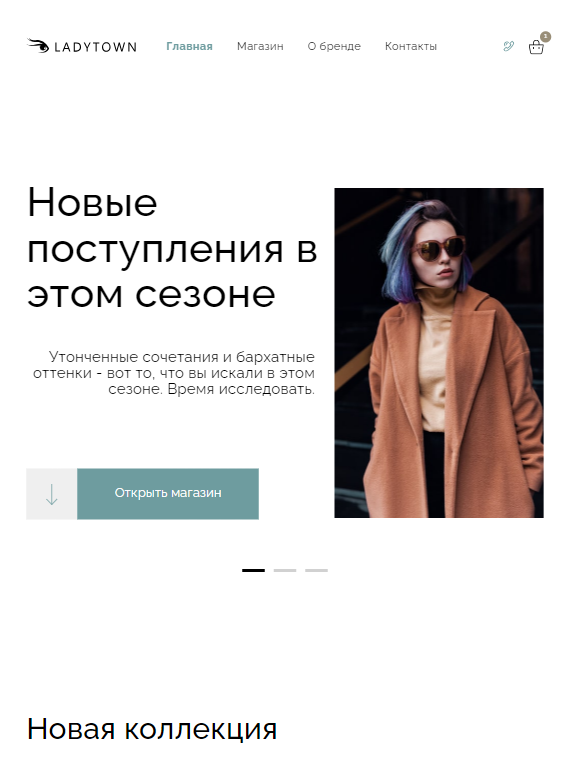 LADYTOWN Главная Магазин О бренде Контакты 1
Новые
поступления в
этом сезоне
Утонченные сочетания и бархатные
оттенки - вот то, что вы искали в этом
сезоне. Время исследовать.
Открыть магазин
Новая коллекция